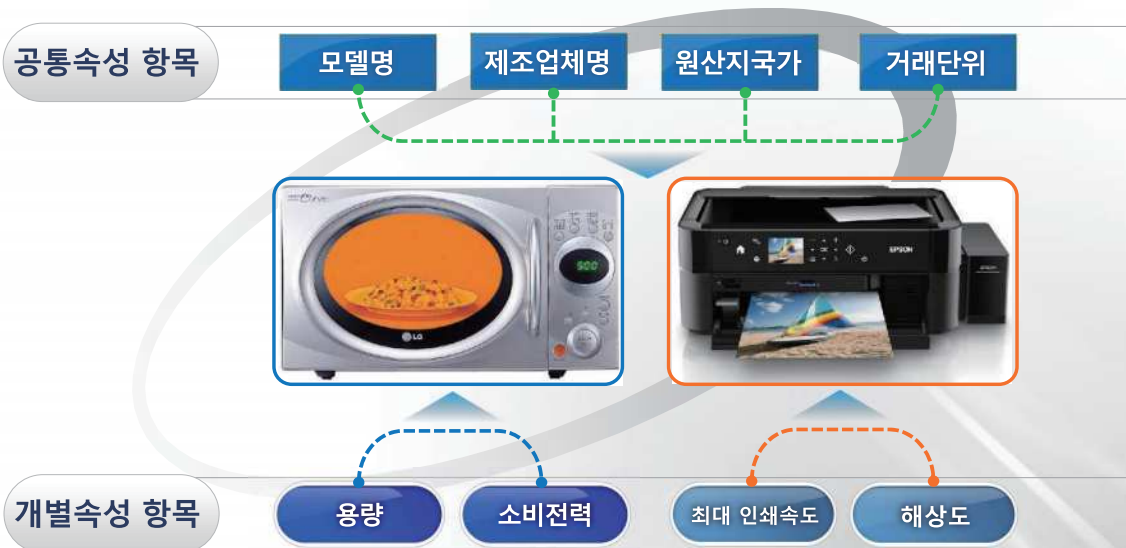 공통속성 항목
모델명
제조업체명
원산지국가
거래단위
900
LG
EPSON
개별속성 항목
용량
소비전력
최대 인쇄속도
해상도